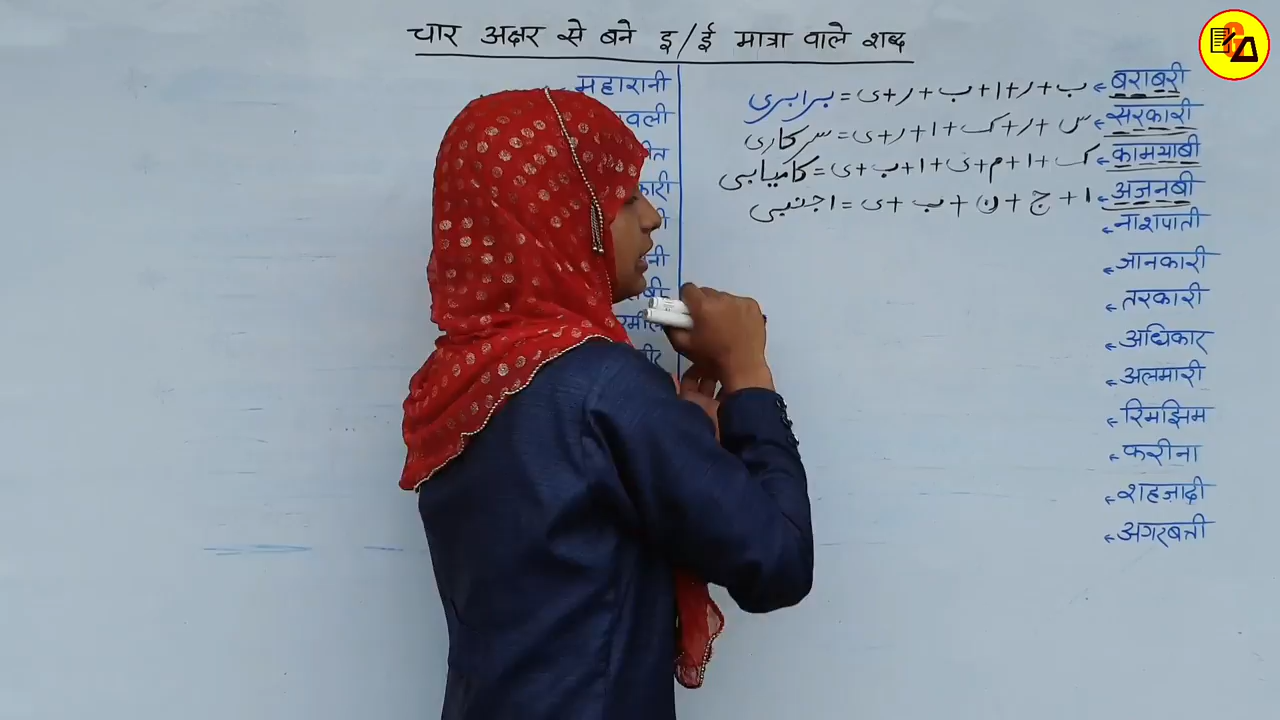 चार अक्षर से बने इ/ई मात्रा वाले शब्द
बराबरी ← ب+ر+ا+ب+ر+ی = برابری
सरकारी ← س+ر+ک+ا+ر+ی = سرکاری
कामयाबी ← ک+ا+م+ی+ا+ب+ی = کامیابی
अजनबी ← ا+ج+ن+ب+ی = اجنبی
नाशपाती ←
जानकारी ←
तरकारी ←
अधिकार ←
अलमारी ←
रिमझिम ←
करीना ←
शहजादी ←
अगरबत्ती ←
महारानी ←